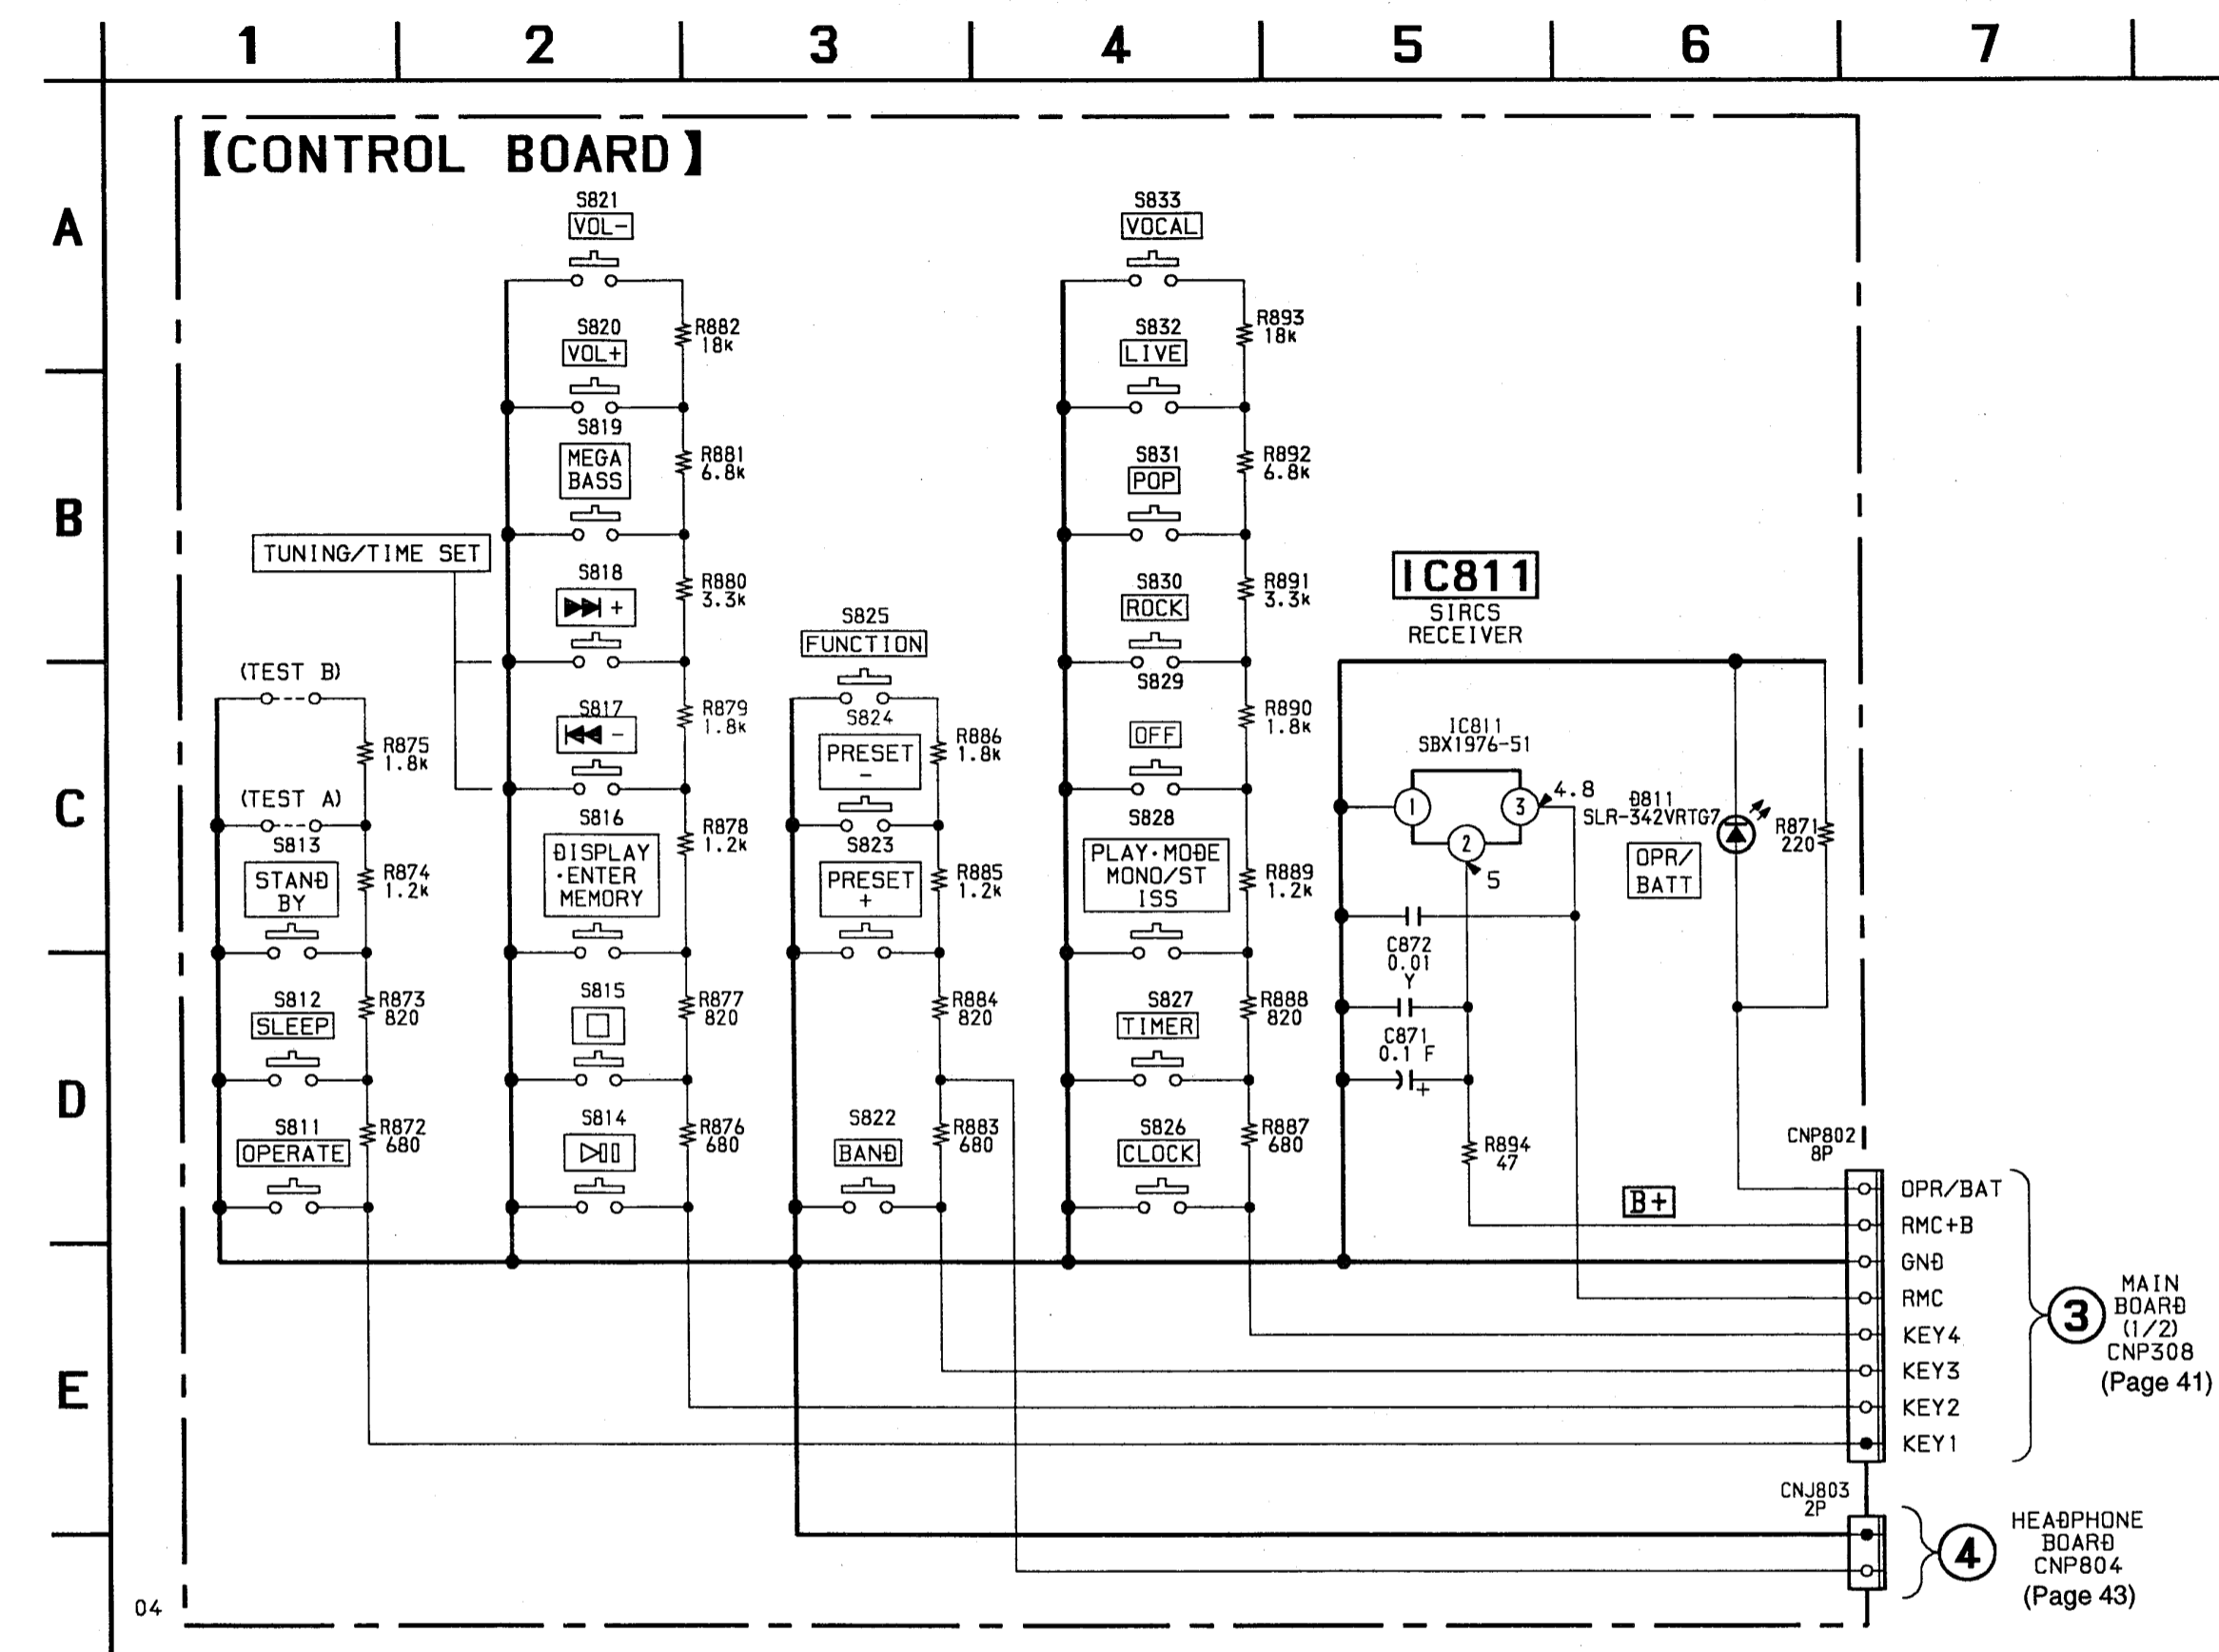 1 2 3 4 5 6 7
A
B
C
D
E
【CONTROL BOARD】
S821
VOL-
R882
18k
S820
VOL+
S819
MEGA
BASS
R881
6.8k
TUNING/TIME SET
S818
+
R880
3.3k
S817
-
R879
1.8k
S816
DISPLAY
·ENTER
MEMORY
R878
1.2k
S815
R877
820
S814
R876
680
(TEST B)
R875
1.8k
(TEST A)
S813
STAND
BY
R874
1.2k
S812
SLEEP
R873
820
S811
OPERATE
R872
680
S825
FUNCTION
S824
PRESET
-
R886
1.8k
S823
PRESET
+
R885
1.2k
R884
820
S822
BAND
R883
680
S833
VOCAL
R893
18k
S832
LIVE
S831
POP
R892
6.8k
S830
ROCK
R891
3.3k
S829
OFF
R890
1.8k
S828
PLAY·MODE
MONO/ST
ISS
R889
1.2k
S827
TIMER
R888
820
S826
CLOCK
R887
680
IC811
SIRCS
RECEIVER
IC811
SBX1976-51
1
2
3
4.8
5
D811
SLR-342VRTG7
OPR/
BATT
R871
220
C872
0.01
Y
C871
0.1 F
+
R894
47
B+
CNP802
8P
OPR/BAT
RMC+B
GND
RMC
KEY4
KEY3
KEY2
KEY1
3
MAIN
BOARD
(1/2)
CNP308
(Page 41)
CNJ803
2P
4
HEADPHONE
BOARD
CNP804
(Page 43)
04